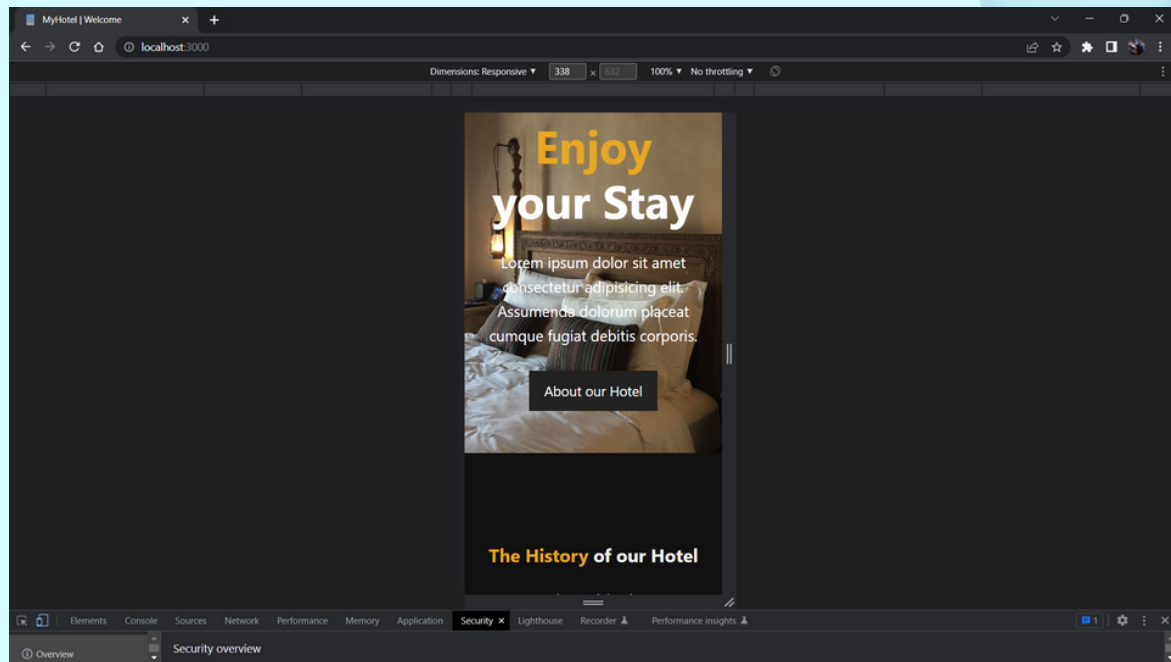 MyHotel | Welcome
localhost:3000
Dimensions: Responsive 338 × 632 100% No throttling
Enjoy
your Stay
Lorem ipsum dolor sit amet
consectetur adipisicing elit.
Assumenda dolorum placeat
cumque fugiat debitis corporis.
About our Hotel
The History of our Hotel
Elements Console Sources Network Performance Memory Application Security Lighthouse Recorder Performance insights 1
Overview
Security overview